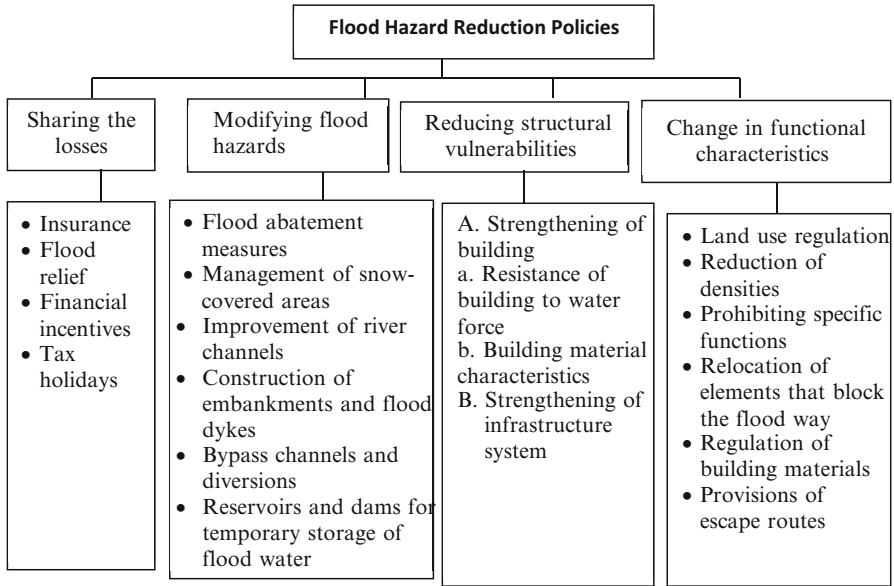 Flood Hazard Reduction Policies
Sharing the
losses
Modifying flood
hazards
Reducing structural
vulnerabilities
Change in functional
characteristics
• Insurance
• Flood
relief
• Financial
incentives
• Tax
holidays
• Flood abatement
measures
• Management of snow-
covered areas
• Improvement of river
channels
• Construction of
embankments and flood
dykes
• Bypass channels and
diversions
• Reservoirs and dams for
temporary storage of
flood water
A. Strengthening of
building
a. Resistance of
building to water
force
b. Building material
characteristics
B. Strengthening of
infrastructure
system
• Land use regulation
• Reduction of
densities
• Prohibiting specific
functions
• Relocation of
elements that block
the flood way
• Regulation of
building materials
• Provisions of
escape routes